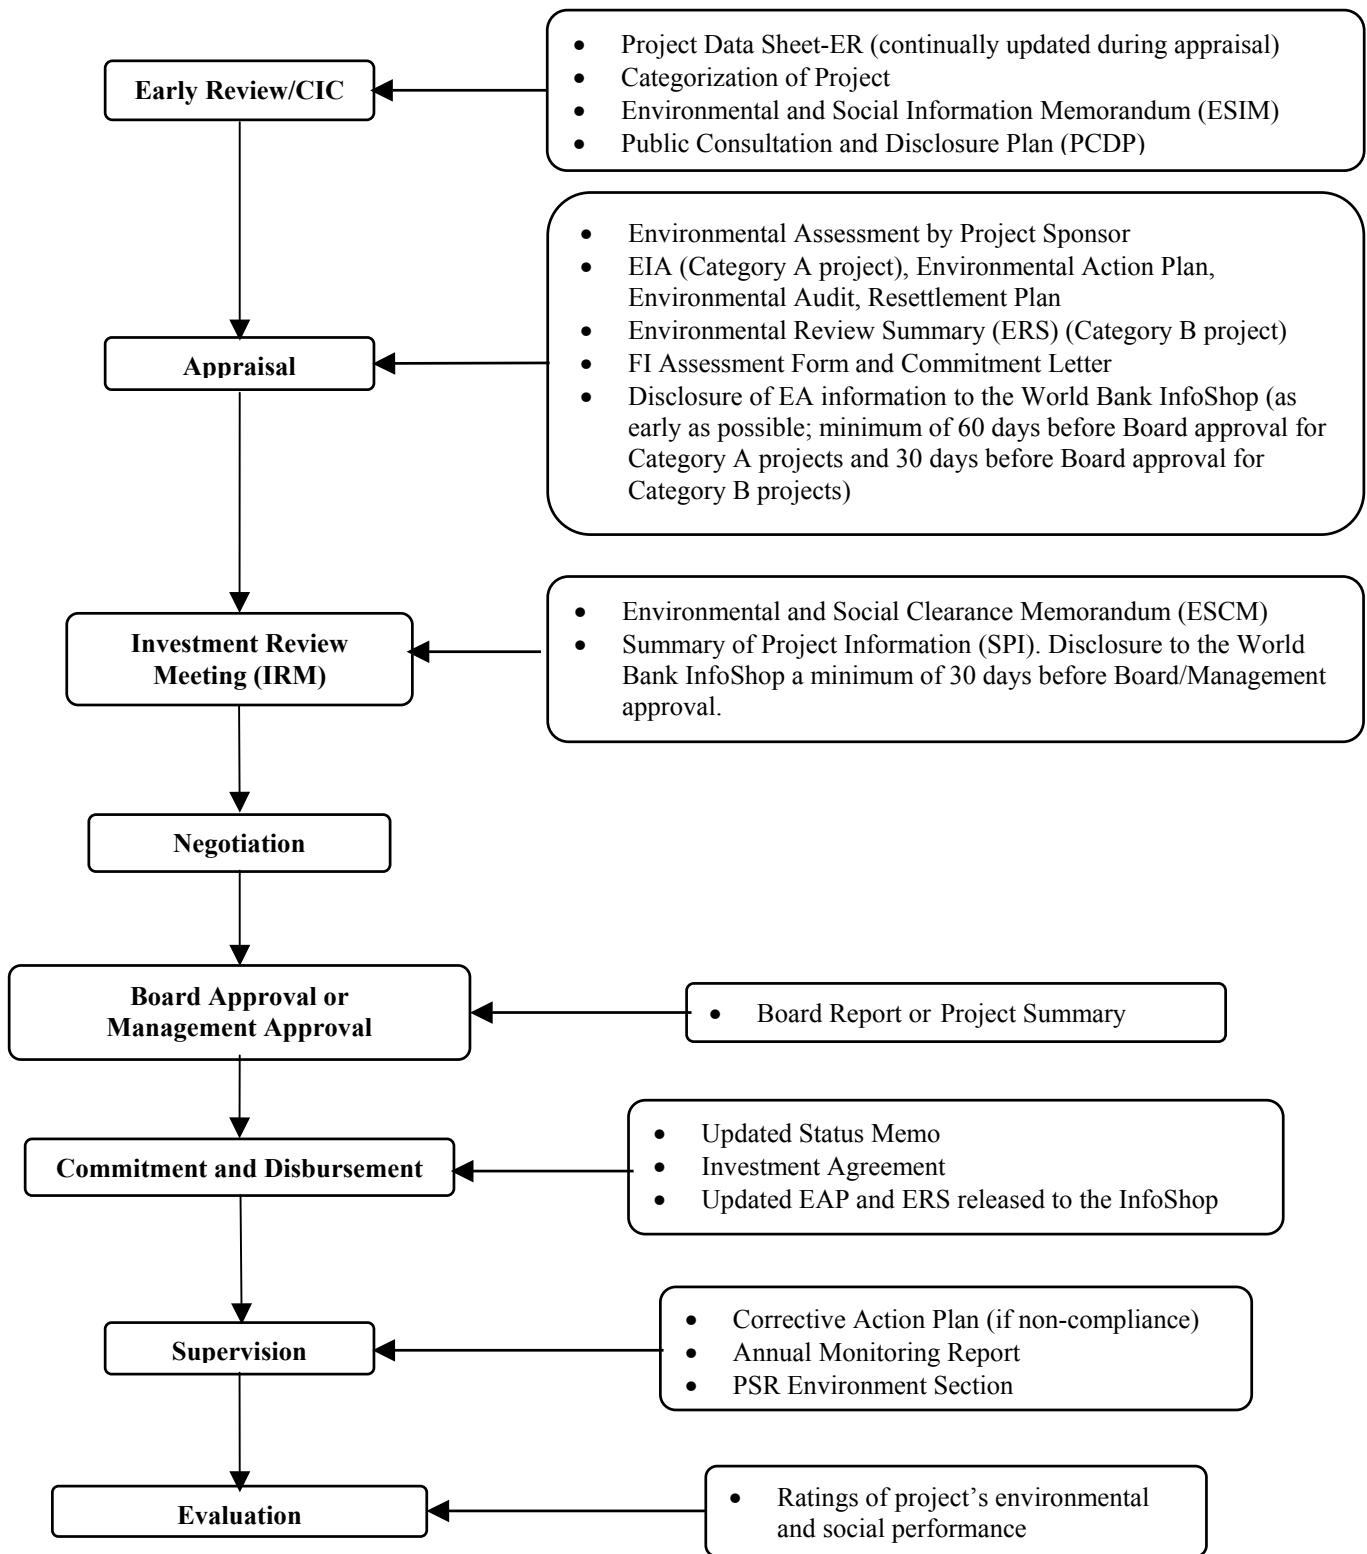 • Project Data Sheet-ER (continually updated during appraisal)
• Categorization of Project
• Environmental and Social Information Memorandum (ESIM)
• Public Consultation and Disclosure Plan (PCDP)
Early Review/CIC
• Environmental Assessment by Project Sponsor
• EIA (Category A project), Environmental Action Plan,
Environmental Audit, Resettlement Plan
• Environmental Review Summary (ERS) (Category B project)
• FI Assessment Form and Commitment Letter
• Disclosure of EA information to the World Bank InfoShop (as
early as possible; minimum of 60 days before Board approval for
Category A projects and 30 days before Board approval for
Category B projects)
Appraisal
• Environmental and Social Clearance Memorandum (ESCM)
• Summary of Project Information (SPI). Disclosure to the World
Bank InfoShop a minimum of 30 days before Board/Management
approval.
Investment Review
Meeting (IRM)
Negotiation
Board Approval or
Management Approval
• Board Report or Project Summary
Commitment and Disbursement
• Updated Status Memo
• Investment Agreement
• Updated EAP and ERS released to the InfoShop
Supervision
• Corrective Action Plan (if non-compliance)
• Annual Monitoring Report
• PSR Environment Section
Evaluation
• Ratings of project’s environmental
and social performance